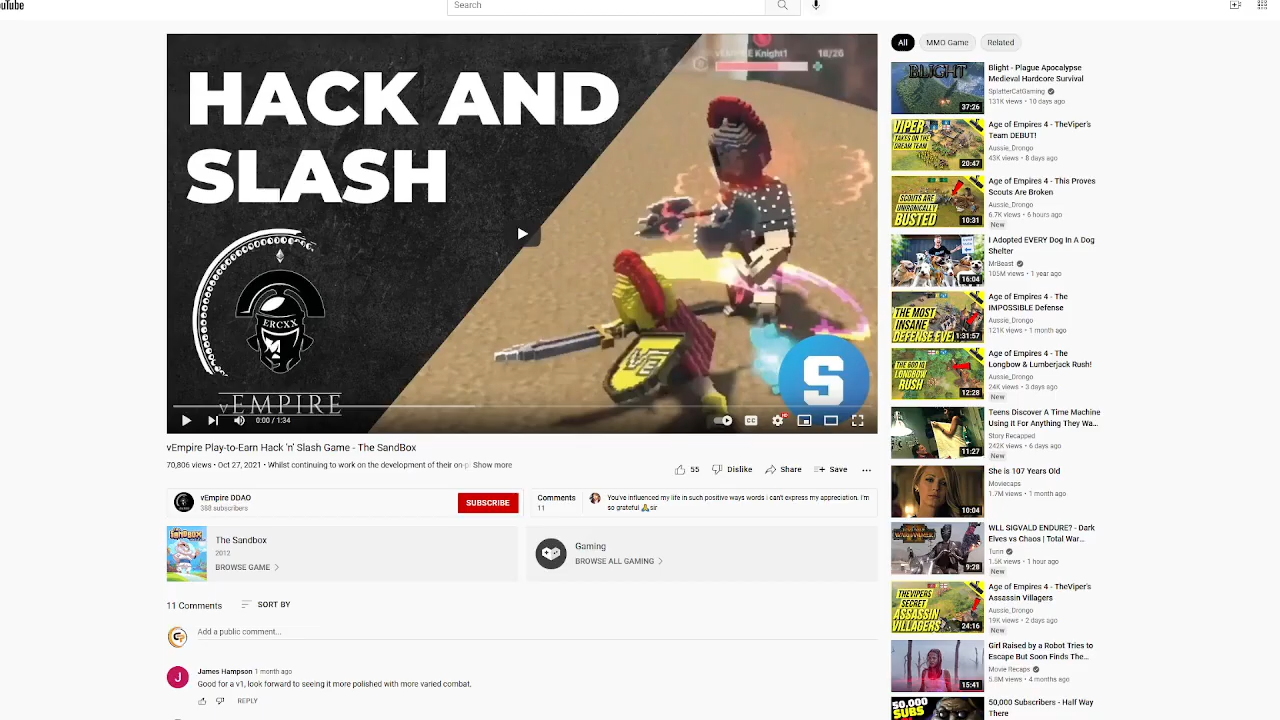 uTube
Search
HACK AND
SLASH
vEMPIRE Knight1
18/26
ERCXX
vEMPIRE
S
0:00 / 1:34
CC
vEmpire Play-to-Earn Hack 'n' Slash Game - The SandBox
70,806 views • Oct 27, 2021 • Whilst continuing to work on the development of their on-p Show more
55
Dislike
Share
Save
vEmpire DDAO
388 subscribers
SUBSCRIBE
Comments
11
You've influenced my life in such positive ways words i can't express my appreciation. I'm
so grateful 🙏sir
The Sandbox
2012
BROWSE GAME
Gaming
BROWSE ALL GAMING
11 Comments
SORT BY
Add a public comment...
J
James Hampson 1 month ago
Good for a v1, look forward to seeing it more polished with more varied combat.
REPLY
All
MMO Game
Related
BLIGHT
37:26
Blight - Plague Apocalypse
Medieval Hardcore Survival
SplatterCatGaming
131K views • 10 days ago
VIPER
TAKES ON THE
DREAM TEAM
20:47
Age of Empires 4 - TheViper's
Team DEBUT!
Aussie_Drongo
43K views • 8 days ago
SCOUTS ARE
UNIRONICALLY
BUSTED
10:31
Age of Empires 4 - This Proves
Scouts Are Broken
Aussie_Drongo
6.7K views • 6 hours ago
New
16:04
I Adopted EVERY Dog In A Dog
Shelter
MrBeast
105M views • 1 year ago
THE MOST
INSANE
DEFENSE EVE
1:31:57
Age of Empires 4 - The
IMPOSSIBLE Defense
Aussie_Drongo
121K views • 1 month ago
LONGBOW
RUSH
12:28
Age of Empires 4 - The
Longbow & Lumberjack Rush!
Aussie_Drongo
24K views • 3 days ago
New
11:27
Teens Discover A Time Machine
Using It For Anything They Wa...
Story Recapped
242K views • 6 days ago
New
10:04
She is 107 Years Old
Moviecaps
1.7M views • 1 month ago
9:28
WLL SIGVALD ENDURE? - Dark
Elves vs Chaos | Total War...
Turin
1.5K views • 1 hour ago
New
THEVIPERS
SECRET
ASSASSIN
VILLAGERS
24:16
Age of Empires 4 - TheViper's
Assassin Villagers
Aussie_Drongo
19K views • 2 days ago
New
15:41
Girl Raised by a Robot Tries to
Escape But Soon Finds The...
Movie Recaps
5.8M views • 4 months ago
50,000
SUBS
50,000 Subscribers - Half Way
There